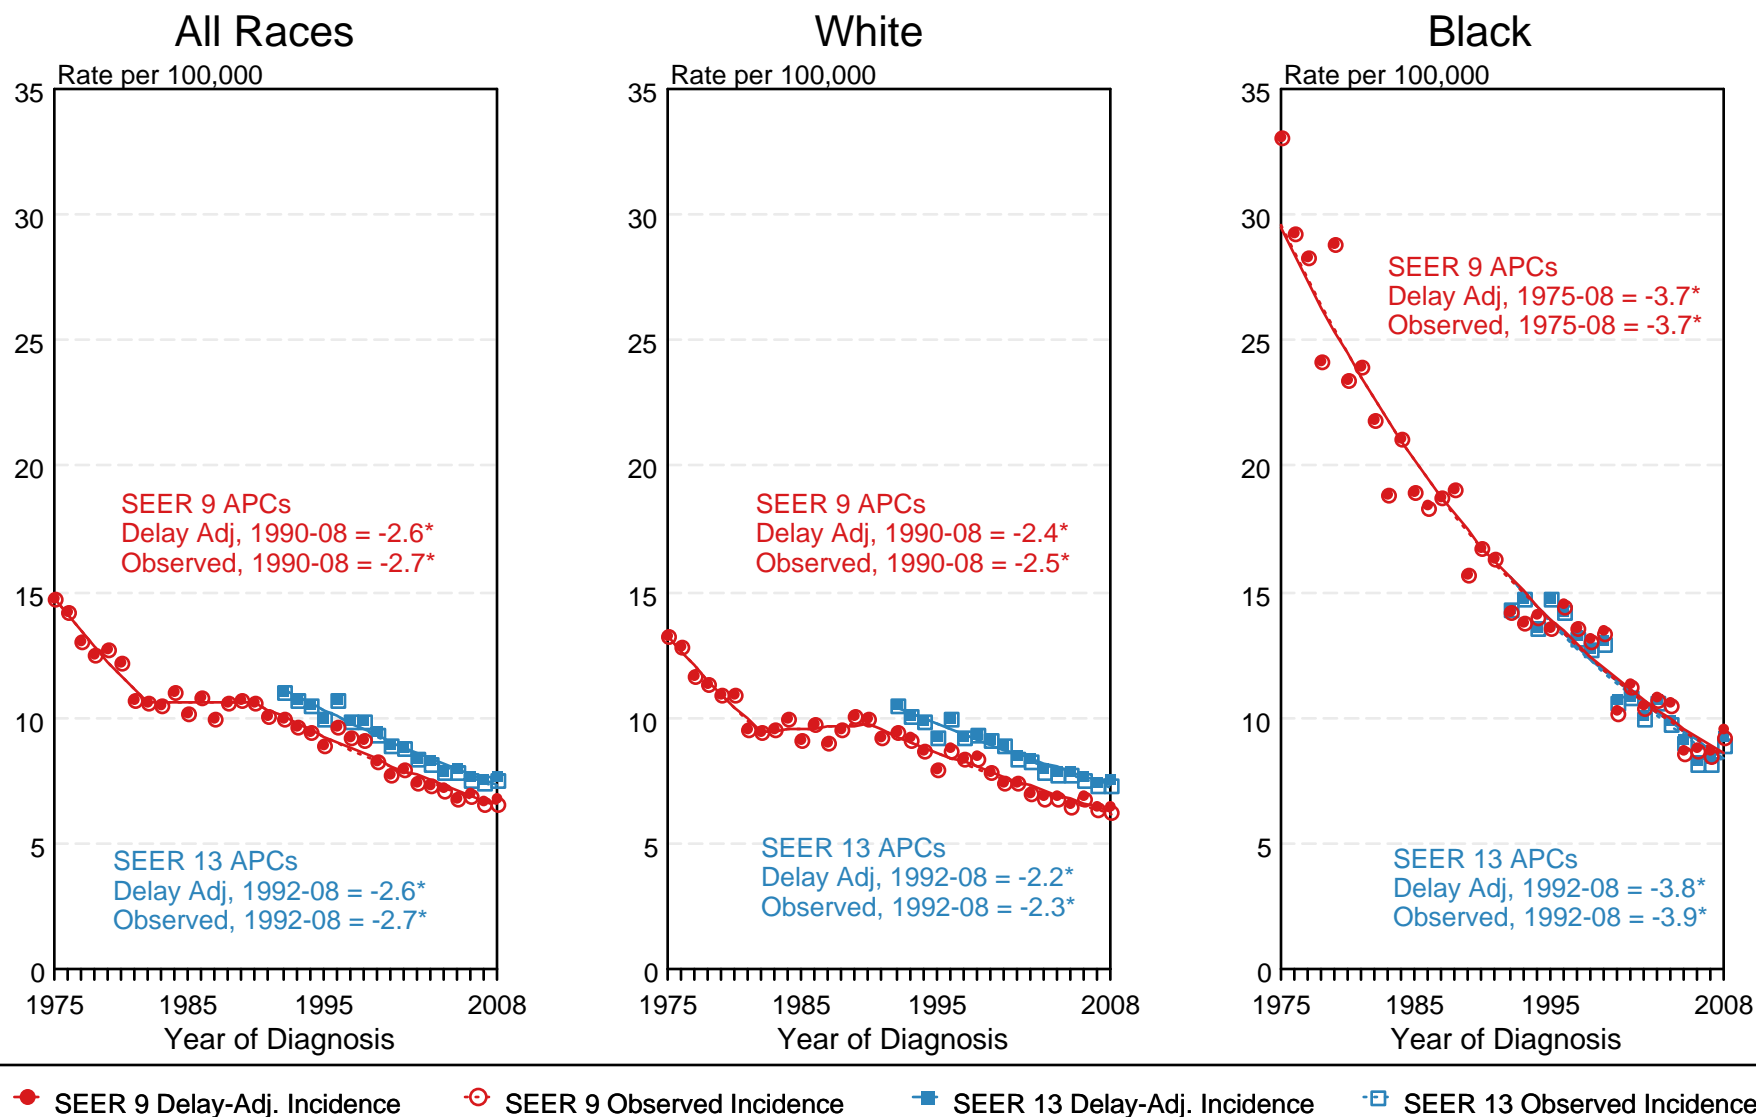 All Races
Rate per 100,000
35
30
25
20
15
10
5
0
SEER 9 APCs
Delay Adj, 1990-08 = -2.6*
Observed, 1990-08 = -2.7*
SEER 13 APCs
Delay Adj, 1992-08 = -2.6*
Observed, 1992-08 = -2.7*
1975 1985 1995 2008
Year of Diagnosis
White
Rate per 100,000
35
30
25
20
15
10
5
0
SEER 9 APCs
Delay Adj, 1990-08 = -2.4*
Observed, 1990-08 = -2.5*
SEER 13 APCs
Delay Adj, 1992-08 = -2.2*
Observed, 1992-08 = -2.3*
1975 1985 1995 2008
Year of Diagnosis
Black
Rate per 100,000
35
30
25
20
15
10
5
0
SEER 9 APCs
Delay Adj, 1975-08 = -3.7*
Observed, 1975-08 = -3.7*
SEER 13 APCs
Delay Adj, 1992-08 = -3.8*
Observed, 1992-08 = -3.9*
1975 1985 1995 2008
Year of Diagnosis
SEER 9 Delay-Adj. Incidence SEER 9 Observed Incidence SEER 13 Delay-Adj. Incidence SEER 13 Observed Incidence